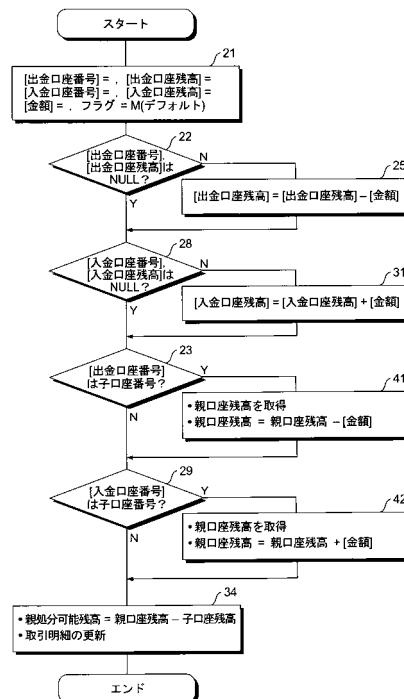 スタート
21
[出金口座番号] = , [出金口座残高] =
[入金口座番号] = , [入金口座残高] =
[金額] = , フラグ = M(デフォルト)
22
[出金口座番号],
[出金口座残高]は
NULL？
N
Y
25
[出金口座残高] = [出金口座残高] − [金額]
28
[入金口座番号],
[入金口座残高]は
NULL？
N
Y
31
[入金口座残高] = [入金口座残高] + [金額]
23
[出金口座番号]
は子口座番号？
Y
N
41
• 親口座残高を取得
• 親口座残高 = 親口座残高 − [金額]
29
[入金口座番号]
は子口座番号？
Y
N
42
• 親口座残高を取得
• 親口座残高 = 親口座残高 + [金額]
34
• 親処分可能残高 = 親口座残高 − 子口座残高
• 取引明細の更新
エンド